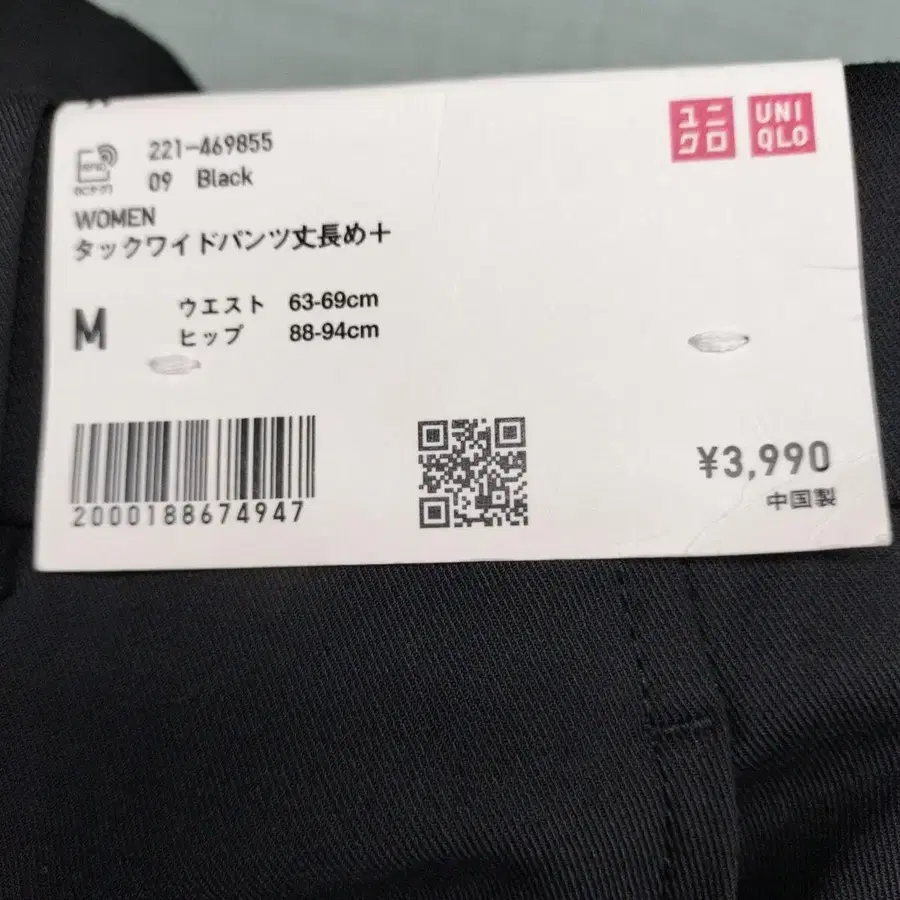 221-469855
09 Black
ユニクロ
UNIQLO
WOMEN
タックワイドパンツ丈長め+
M
ウエスト 63-69cm
ヒップ 88-94cm
2000188674947
¥3,990
中国製